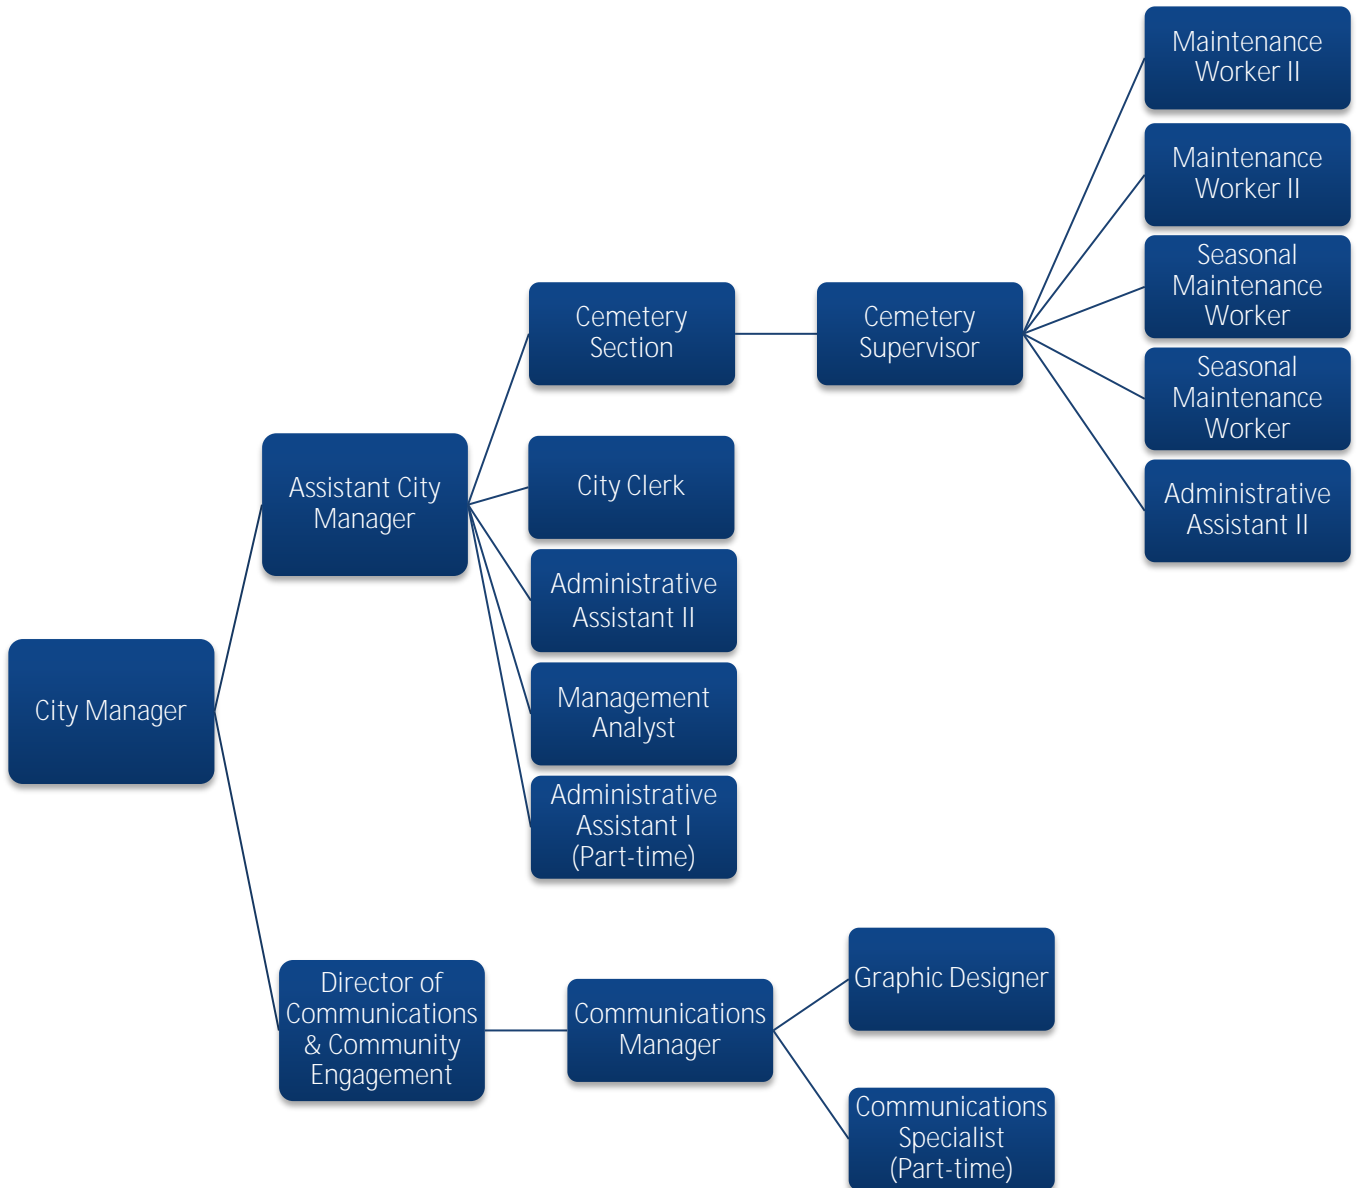 Maintenance
Worker II
Maintenance
Worker II
Seasonal
Maintenance
Worker
Cemetery
Section
Cemetery
Supervisor
Seasonal
Maintenance
Worker
Assistant City
Manager
City Clerk
Administrative
Assistant II
Administrative
Assistant II
City Manager
Management
Analyst
Administrative
Assistant I
(Part-time)
Director of
Communications
& Community
Engagement
Communications
Manager
Graphic Designer
Communications
Specialist
(Part-time)